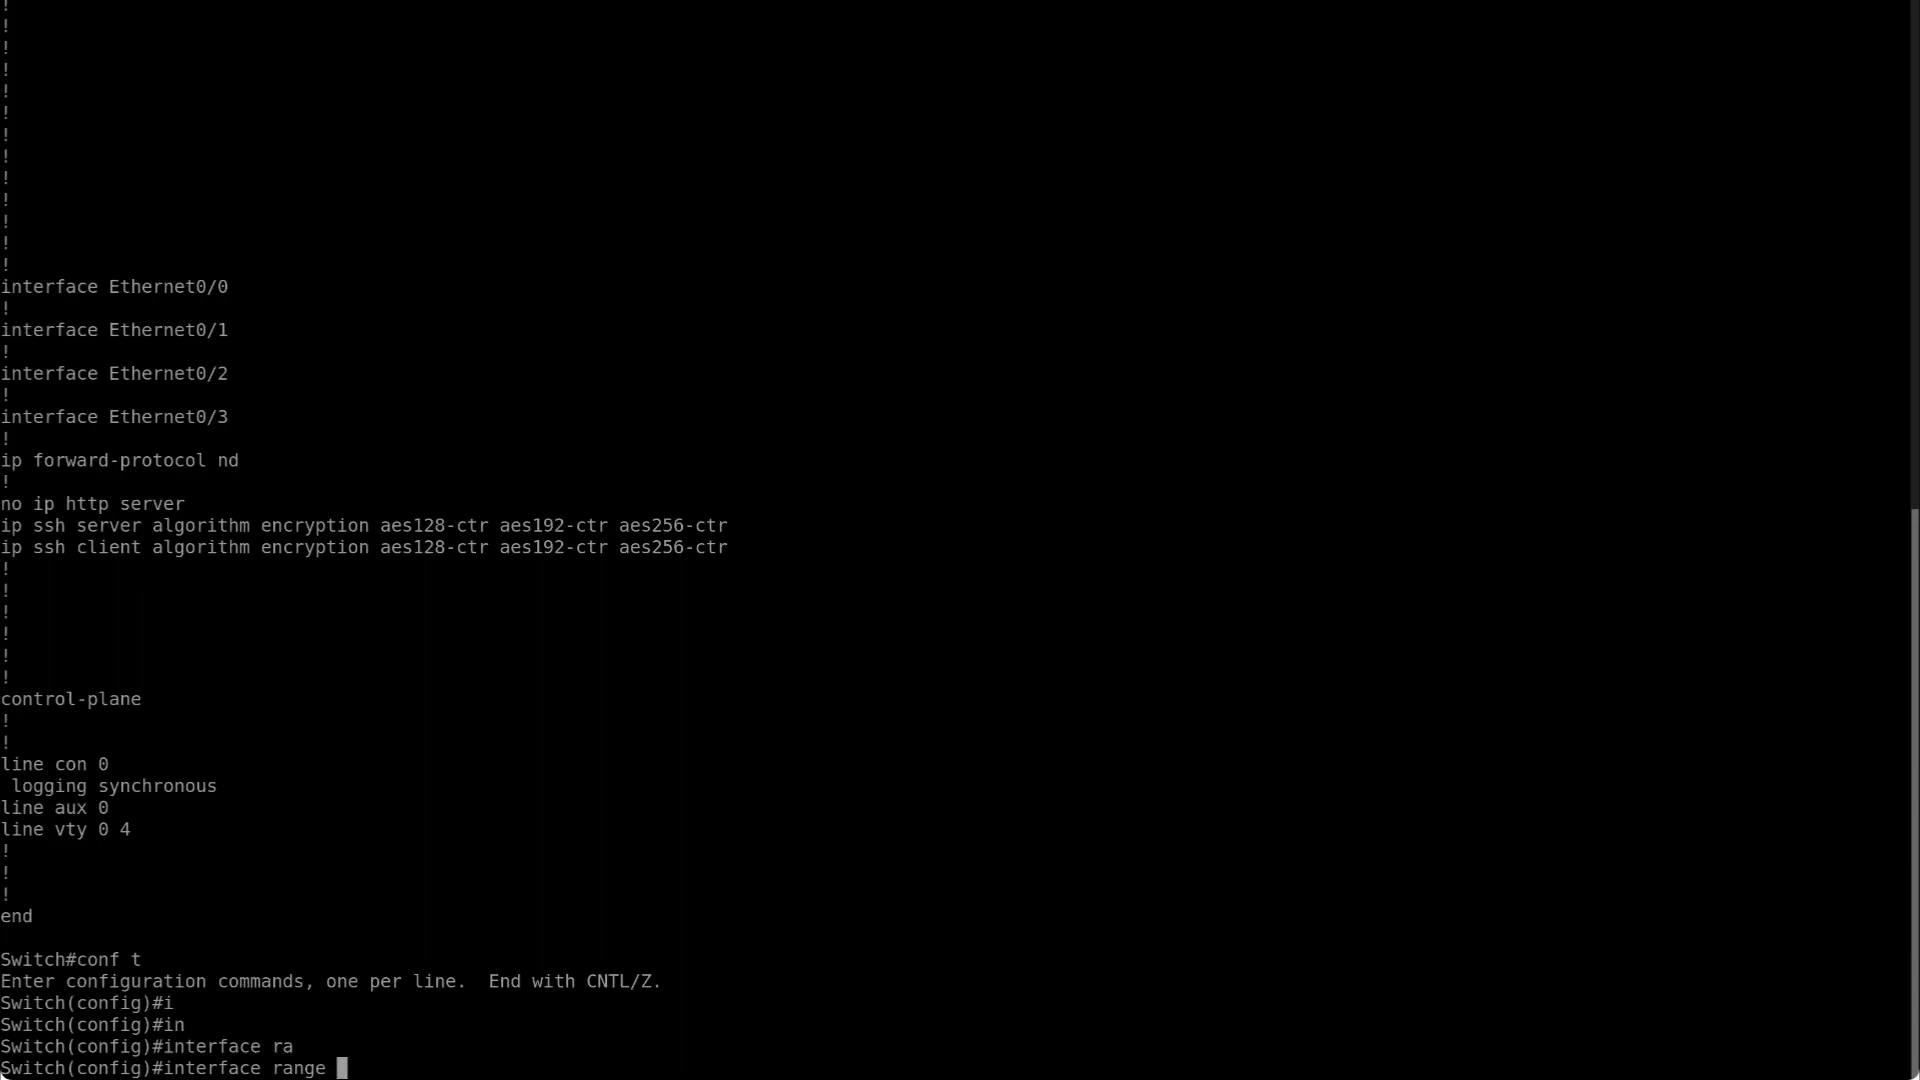 !
!
!
!
!
!
!
!
!
!
!
!
!
interface Ethernet0/0
!
interface Ethernet0/1
!
interface Ethernet0/2
!
interface Ethernet0/3
!
ip forward-protocol nd
!
no ip http server
ip ssh server algorithm encryption aes128-ctr aes192-ctr aes256-ctr
ip ssh client algorithm encryption aes128-ctr aes192-ctr aes256-ctr
!
!
!
!
!
!
control-plane
!
!
line con 0
 logging synchronous
line aux 0
line vty 0 4
!
!
!
end

Switch#conf t
Enter configuration commands, one per line.  End with CNTL/Z.
Switch(config)#i
Switch(config)#in
Switch(config)#interface ra
Switch(config)#interface range